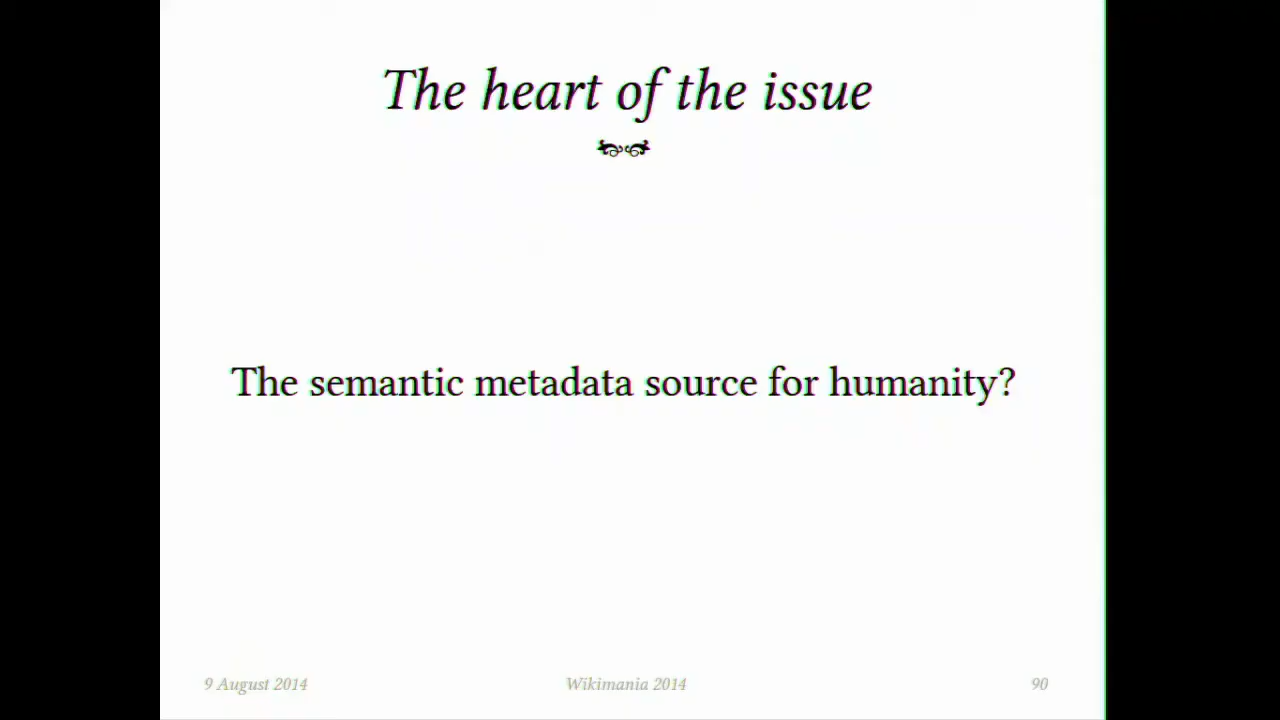 The heart of the issue
The semantic metadata source for humanity?
9 August 2014
Wikimania 2014
90